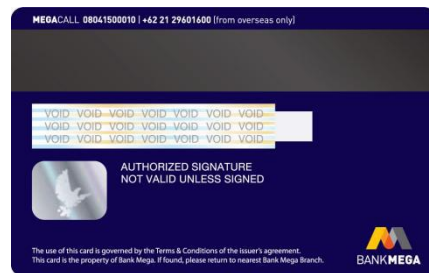 MEGACALL 08041500010 | +62 21 29601600 (from overseas only)
VOID VOID VOID VOID VOID VOID VOID
VOID VOID VOID VOID VOID VOID VOID
VOID VOID VOID VOID VOID VOID VOID
AUTHORIZED SIGNATURE
NOT VALID UNLESS SIGNED
The use of this card is governed by the Terms & Conditions of the issuer's agreement.
This card is the property of Bank Mega. If found, please return to nearest Bank Mega Branch.
BANKMEGA